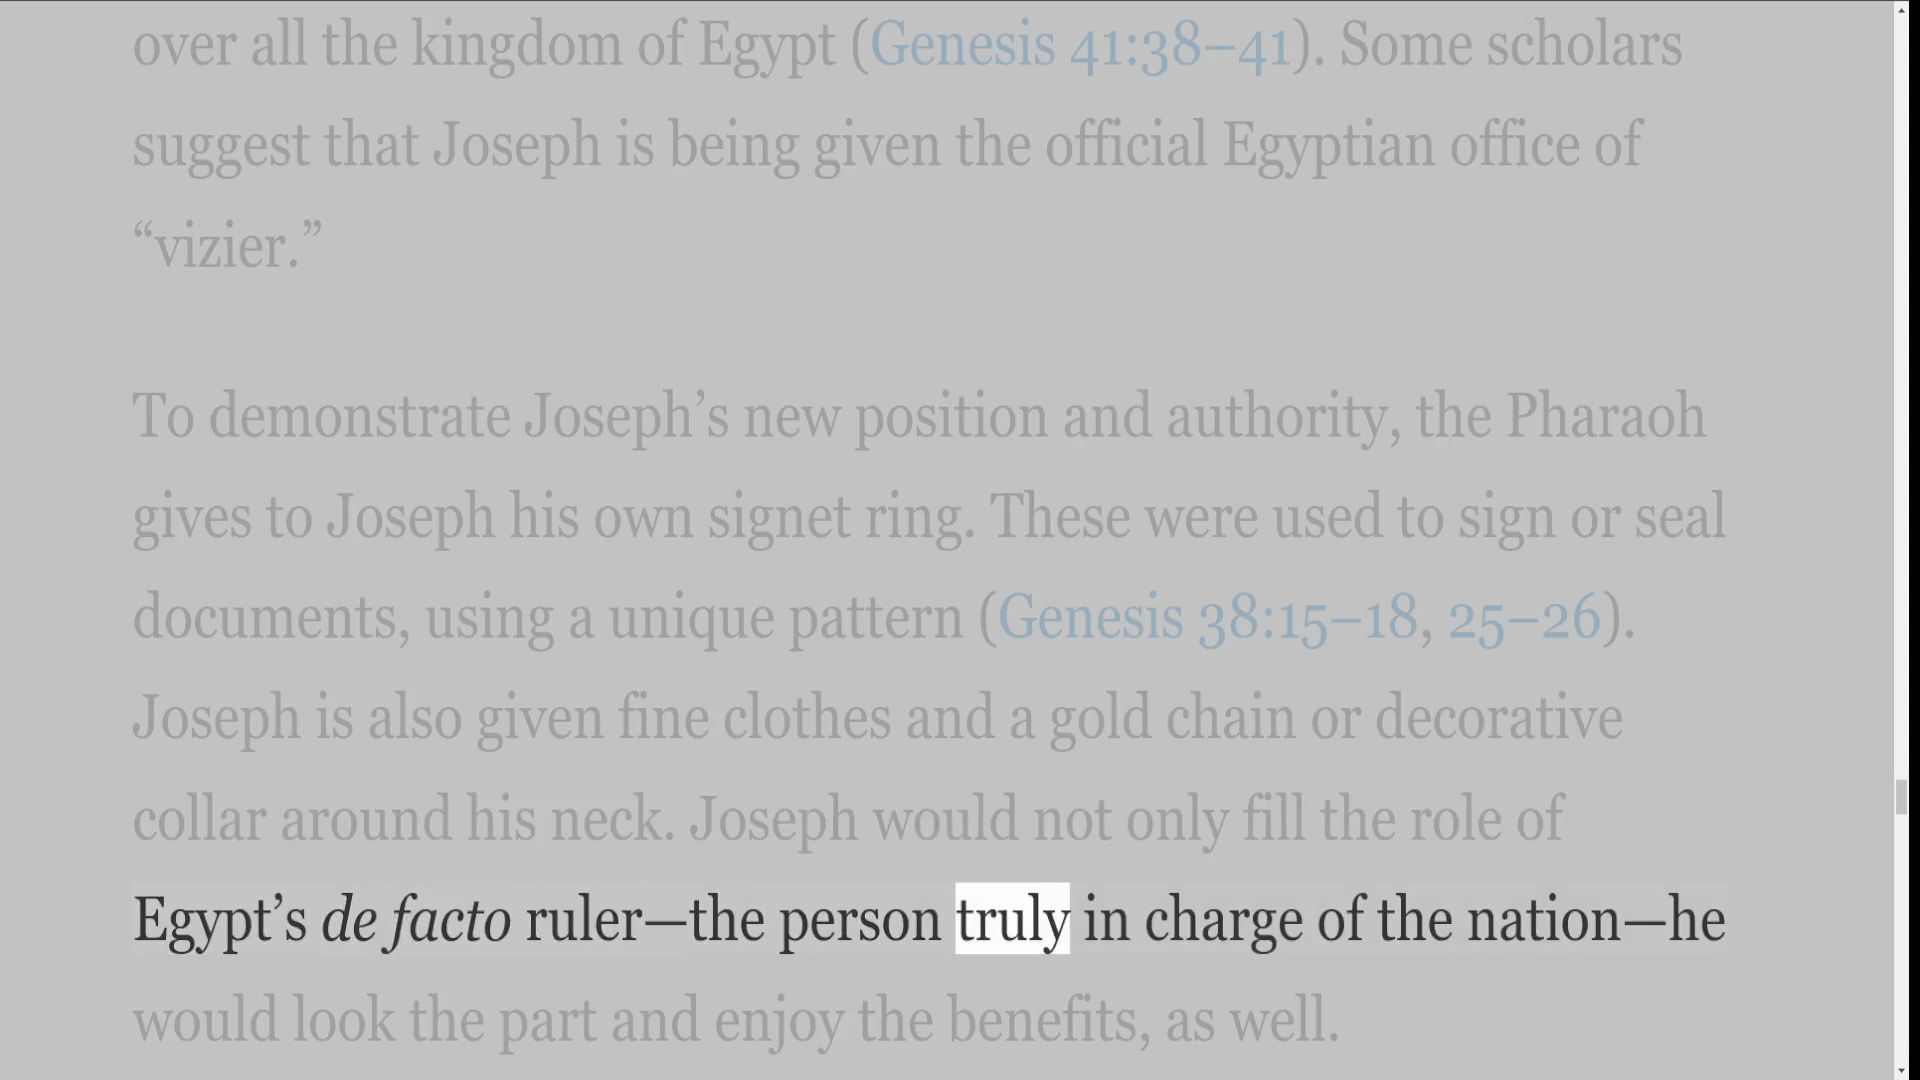 over all the kingdom of Egypt (Genesis 41:38–41). Some scholars
suggest that Joseph is being given the official Egyptian office of
“vizier.”
To demonstrate Joseph’s new position and authority, the Pharaoh
gives to Joseph his own signet ring. These were used to sign or seal
documents, using a unique pattern (Genesis 38:15–18, 25–26).
Joseph is also given fine clothes and a gold chain or decorative
collar around his neck. Joseph would not only fill the role of
Egypt’s de facto ruler—the person truly in charge of the nation—he
would look the part and enjoy the benefits, as well.